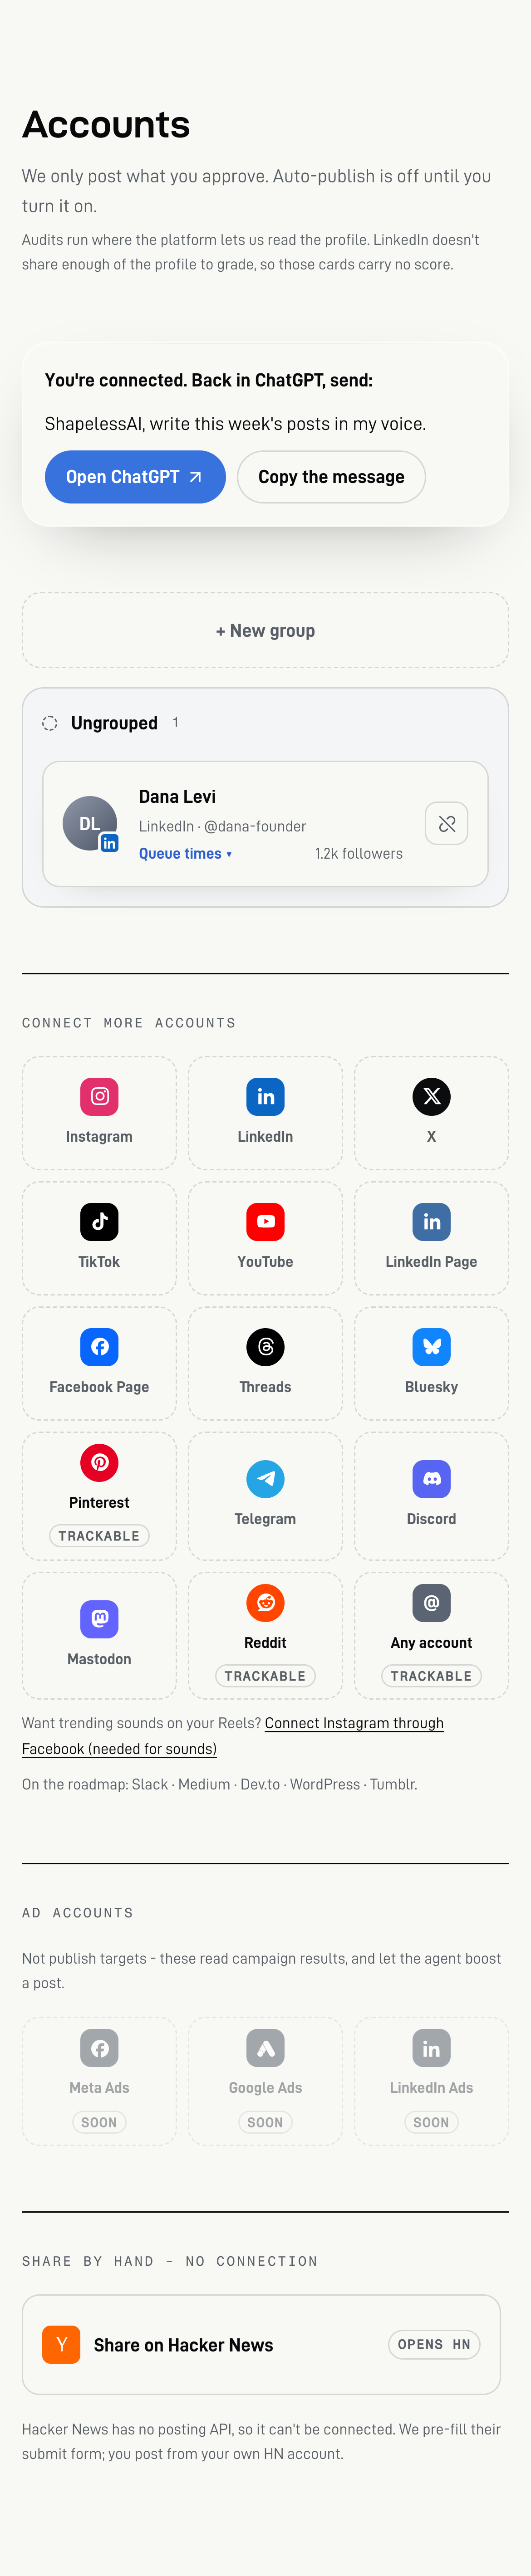 Accounts
We only post what you approve. Auto-publish is off until you
turn it on.
Audits run where the platform lets us read the profile. LinkedIn doesn't
share enough of the profile to grade, so those cards carry no score.
You're connected. Back in ChatGPT, send:
ShapelessAI, write this week's posts in my voice.
Open ChatGPT ↗ Copy the message
+ New group
Ungrouped 1
DL
in
Dana Levi
LinkedIn · @dana-founder
Queue times ▾ 1.2k followers
CONNECT MORE ACCOUNTS
Instagram LinkedIn X
TikTok YouTube LinkedIn Page
Facebook Page Threads Bluesky
Pinterest Telegram Discord
TRACKABLE
Mastodon Reddit Any account
TRACKABLE TRACKABLE
Want trending sounds on your Reels? Connect Instagram through
Facebook (needed for sounds)
On the roadmap: Slack · Medium · Dev.to · WordPress · Tumblr.
AD ACCOUNTS
Not publish targets - these read campaign results, and let the agent boost
a post.
Meta Ads Google Ads LinkedIn Ads
SOON SOON SOON
SHARE BY HAND - NO CONNECTION
Y Share on Hacker News OPENS HN
Hacker News has no posting API, so it can't be connected. We pre-fill their
submit form; you post from your own HN account.